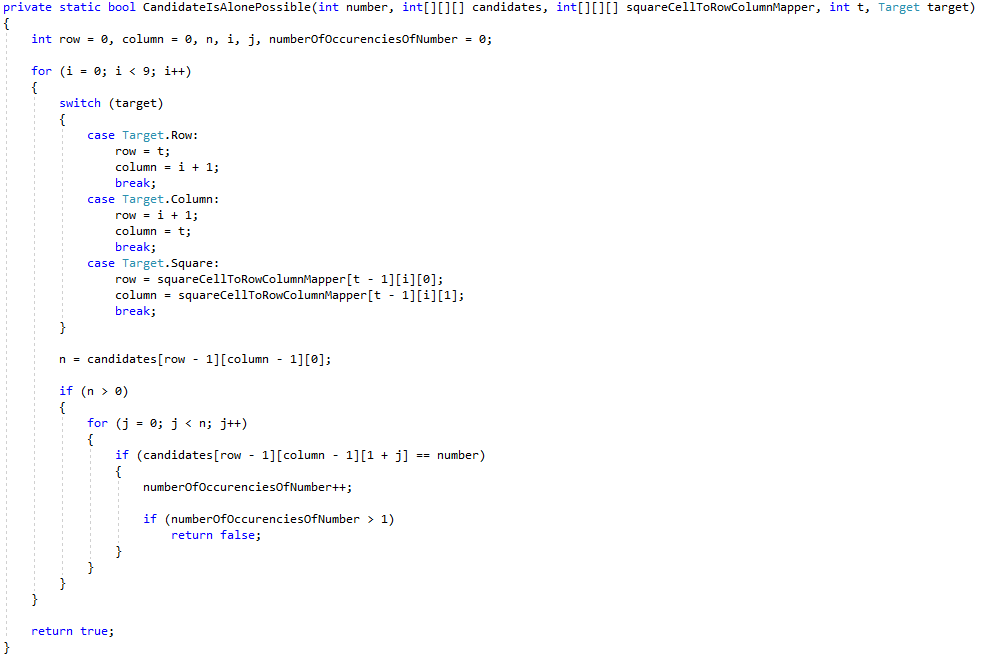 private static bool CandidateIsAlonePossible(int number, int[][][] candidates, int[][][] squareCellToRowColumnMapper, int t, Target target)
{
    int row = 0, column = 0, n, i, j, numberOfOccurenciesOfNumber = 0;

    for (i = 0; i < 9; i++)
    {
        switch (target)
        {
            case Target.Row:
                row = t;
                column = i + 1;
                break;
            case Target.Column:
                row = i + 1;
                column = t;
                break;
            case Target.Square:
                row = squareCellToRowColumnMapper[t - 1][i][0];
                column = squareCellToRowColumnMapper[t - 1][i][1];
                break;
        }

        n = candidates[row - 1][column - 1][0];

        if (n > 0)
        {
            for (j = 0; j < n; j++)
            {
                if (candidates[row - 1][column - 1][1 + j] == number)
                {
                    numberOfOccurenciesOfNumber++;

                    if (numberOfOccurenciesOfNumber > 1)
                        return false;
                }
            }
        }
    }

    return true;
}